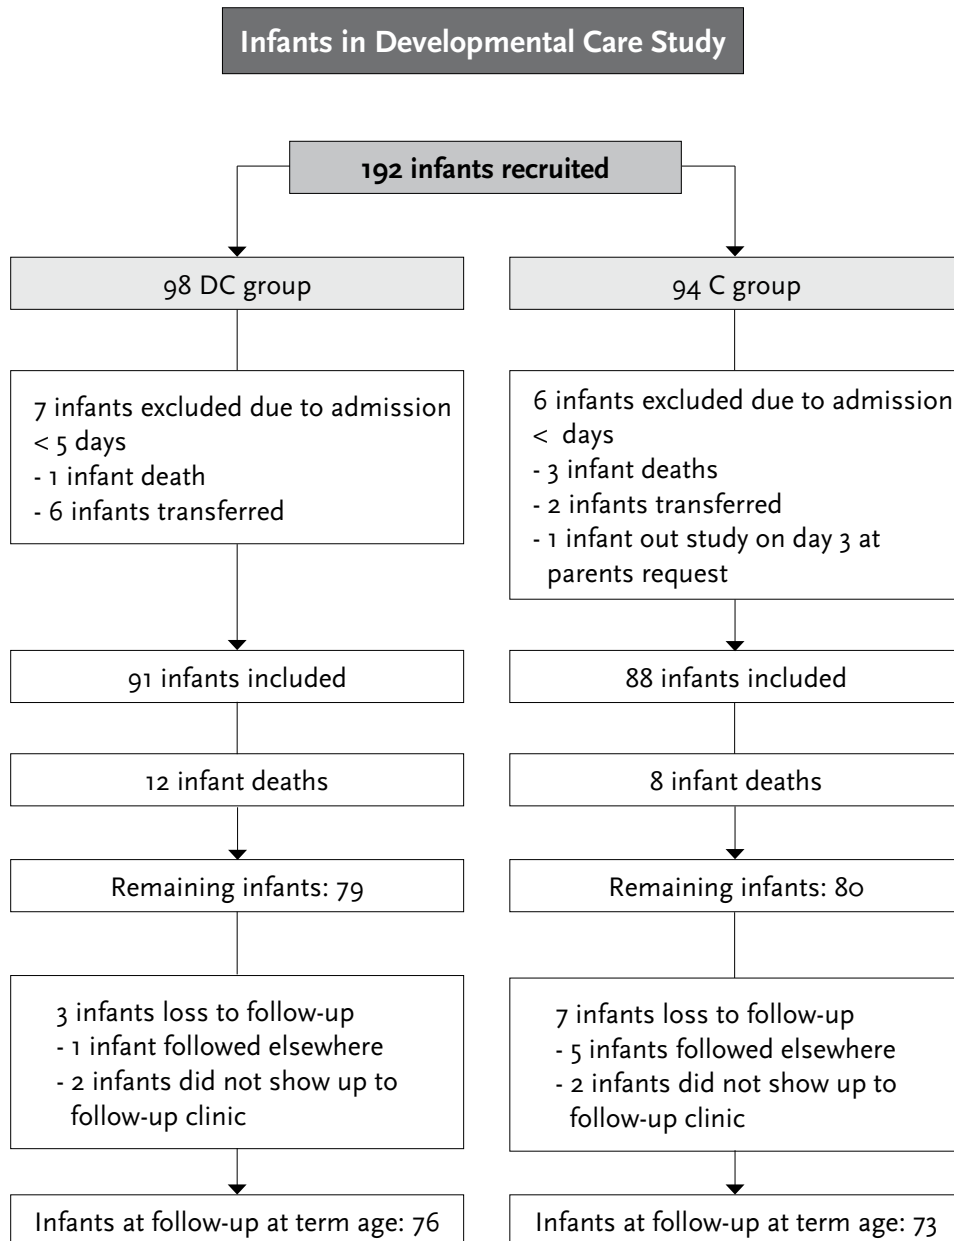 Infants in Developmental Care Study
192 infants recruited
98 DC group
94 C group
7 infants excluded due to admission
< 5 days
- 1 infant death
- 6 infants transferred
6 infants excluded due to admission
< days
- 3 infant deaths
- 2 infants transferred
- 1 infant out study on day 3 at
parents request
91 infants included
88 infants included
12 infant deaths
8 infant deaths
Remaining infants: 79
Remaining infants: 80
3 infants loss to follow-up
- 1 infant followed elsewhere
- 2 infants did not show up to
follow-up clinic
7 infants loss to follow-up
- 5 infants followed elsewhere
- 2 infants did not show up to
follow-up clinic
Infants at follow-up at term age: 76
Infants at follow-up at term age: 73